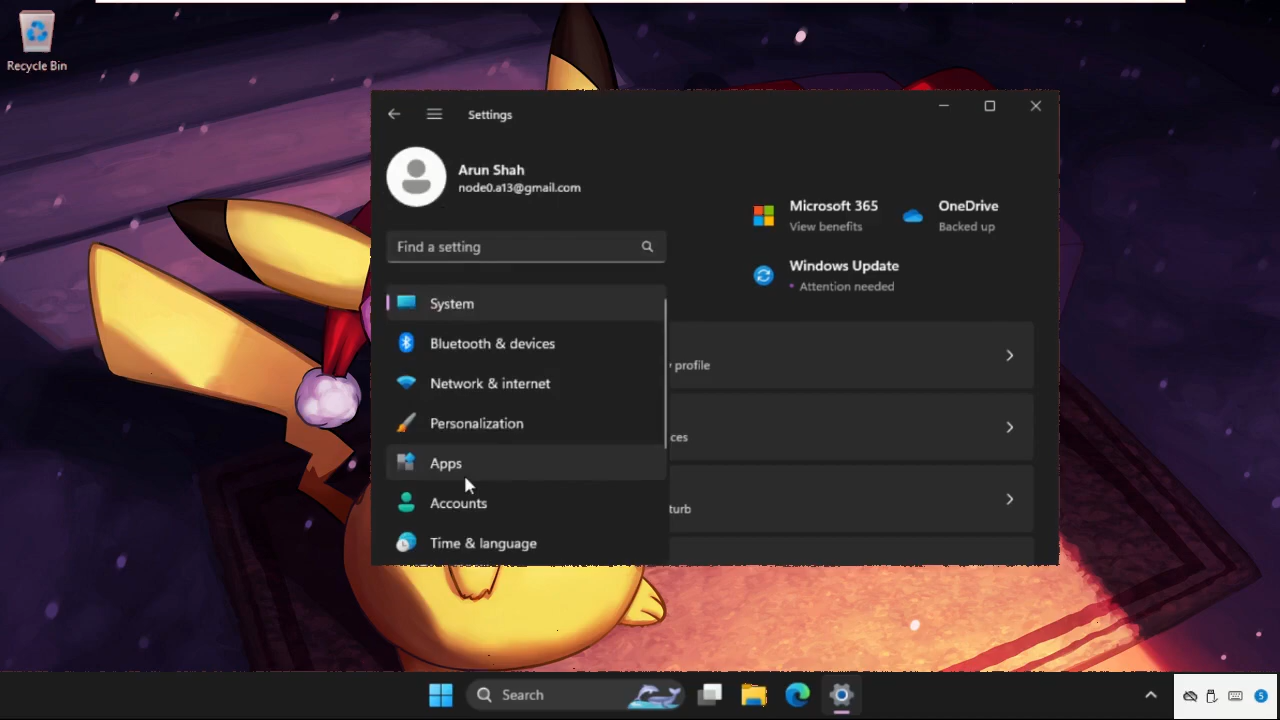 Recycle Bin
Settings
Arun Shah
node0.a13@gmail.com
Find a setting
Microsoft 365
View benefits
OneDrive
Backed up
Windows Update
• Attention needed
System
Bluetooth & devices
Network & internet
Personalization
Apps
Accounts
Time & language
profile
ces
turb
Search
5